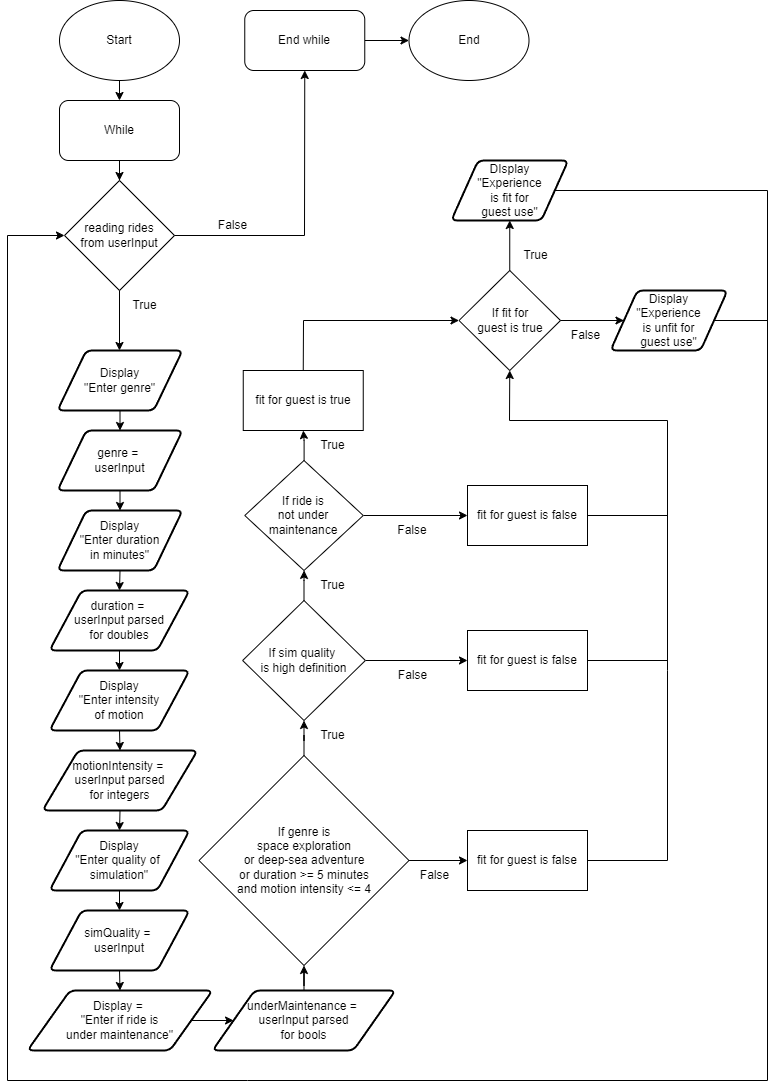 Start
End while
End
While
reading rides
from userInput
False
True
Display
"Enter genre"
genre =
userInput
Display
"Enter duration
in minutes"
duration =
userInput parsed
for doubles
Display
"Enter intensity
of motion
motionIntensity =
userInput parsed
for integers
Display
"Enter quality of
simulation"
simQuality =
userInput
Display =
"Enter if ride is
under maintenance"
underMaintenance =
userInput parsed
for bools
If genre is
space exploration
or deep-sea adventure
or duration >= 5 minutes
and motion intensity <= 4
False
fit for guest is false
True
If sim quality
is high definition
False
fit for guest is false
True
If ride is
not under
maintenance
False
fit for guest is false
True
fit for guest is true
If fit for
guest is true
True
DIsplay
"Experience
is fit for
guest use"
False
Display
"Experience
is unfit for
guest use"